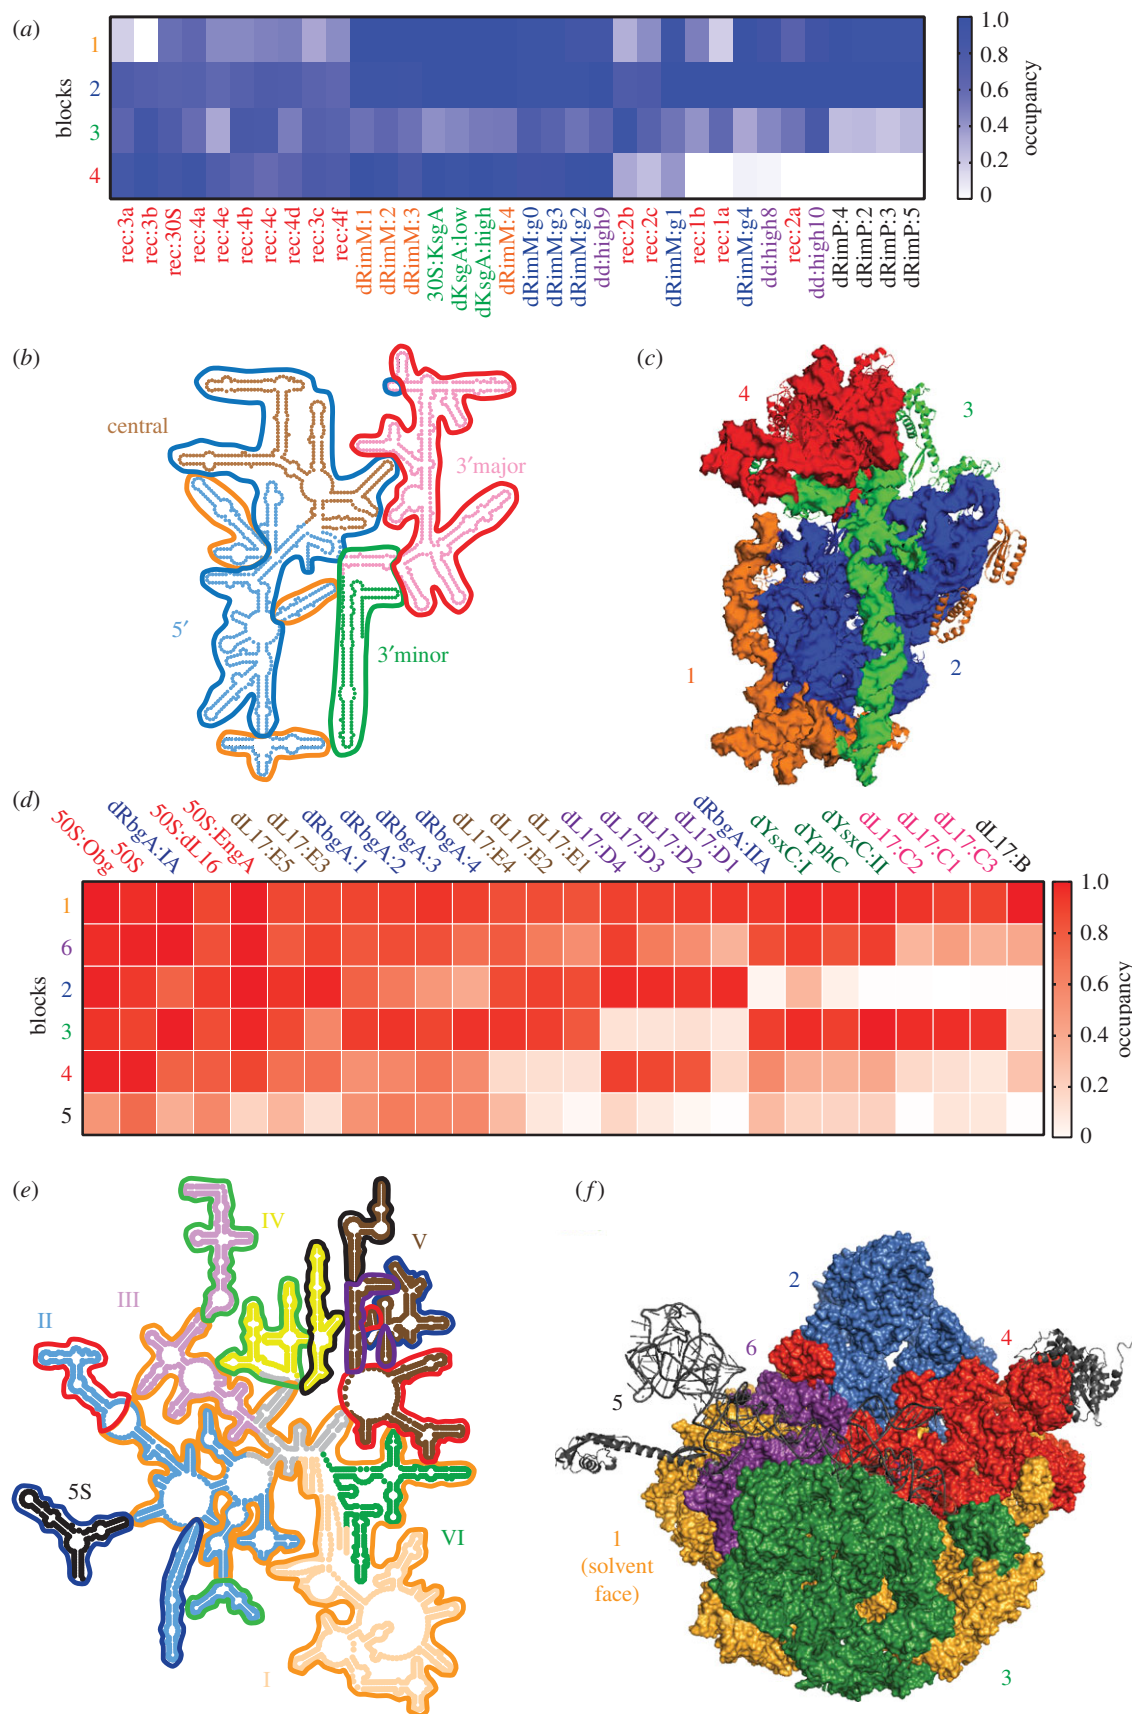 (a)
blocks
1
2
3
4
1.0
0.8
0.6
0.4
0.2
0
occupancy
rec:3a
rec:3b
rec:30S
rec:4a
rec:4e
rec:4b
rec:4c
rec:4d
rec:3c
rec:4f
dRimM:1
dRimM:2
dRimM:3
30S:KsgA
dKsgA:low
dKsgA:high
dRimM:4
dRimM:g0
dRimM:g3
dRimM:g2
dd:high9
rec:2b
rec:2c
dRimM:g1
rec:1b
rec:1a
dRimM:g4
dd:high8
rec:2a
dd:high10
dRimP:4
dRimP:2
dRimP:3
dRimP:5
(b)
central
3′major
5′
3′minor
(c)
4
3
1
2
(d)
50S:Obg
50S
dRbgA:IA
50S:dL16
50S:EngA
dL17:E5
dL17:E3
dRbgA:1
dRbgA:2
dRbgA:3
dRbgA:4
dL17:E4
dL17:E2
dL17:E1
dL17:D4
dL17:D3
dL17:D2
dL17:D1
dRbgA:IIA
dYsxC:I
dYphC
dYsxC:II
dL17:C2
dL17:C1
dL17:C3
dL17:B
blocks
1
6
2
3
4
5
1.0
0.8
0.6
0.4
0.2
0
occupancy
(e)
IV
V
III
II
5S
VI
I
(f)
2
6
4
5
1
(solvent
face)
3